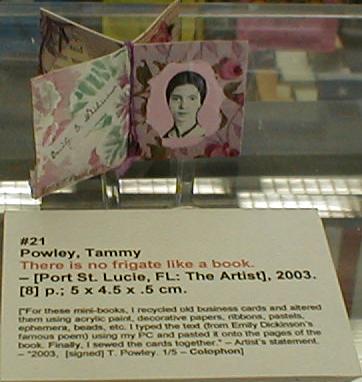 Emily E. Dickinson
#21
Powley, Tammy
There is no frigate like a book.
– [Port St. Lucie, FL: The Artist], 2003.
[8] p.; 5 x 4.5 x .5 cm.
["For these mini-books, I recycled old business cards and altered
them using acrylic paint, decorative papers, ribbons, pastels,
ephemera, beads, etc. I typed the text (from Emily Dickinson's
famous poem) using my PC and pasted it onto the pages of the
book. Finally, I sewed the cards together." – Artist's statement.
– "2003, [signed] T. Powley. 1/5 – Colophon]